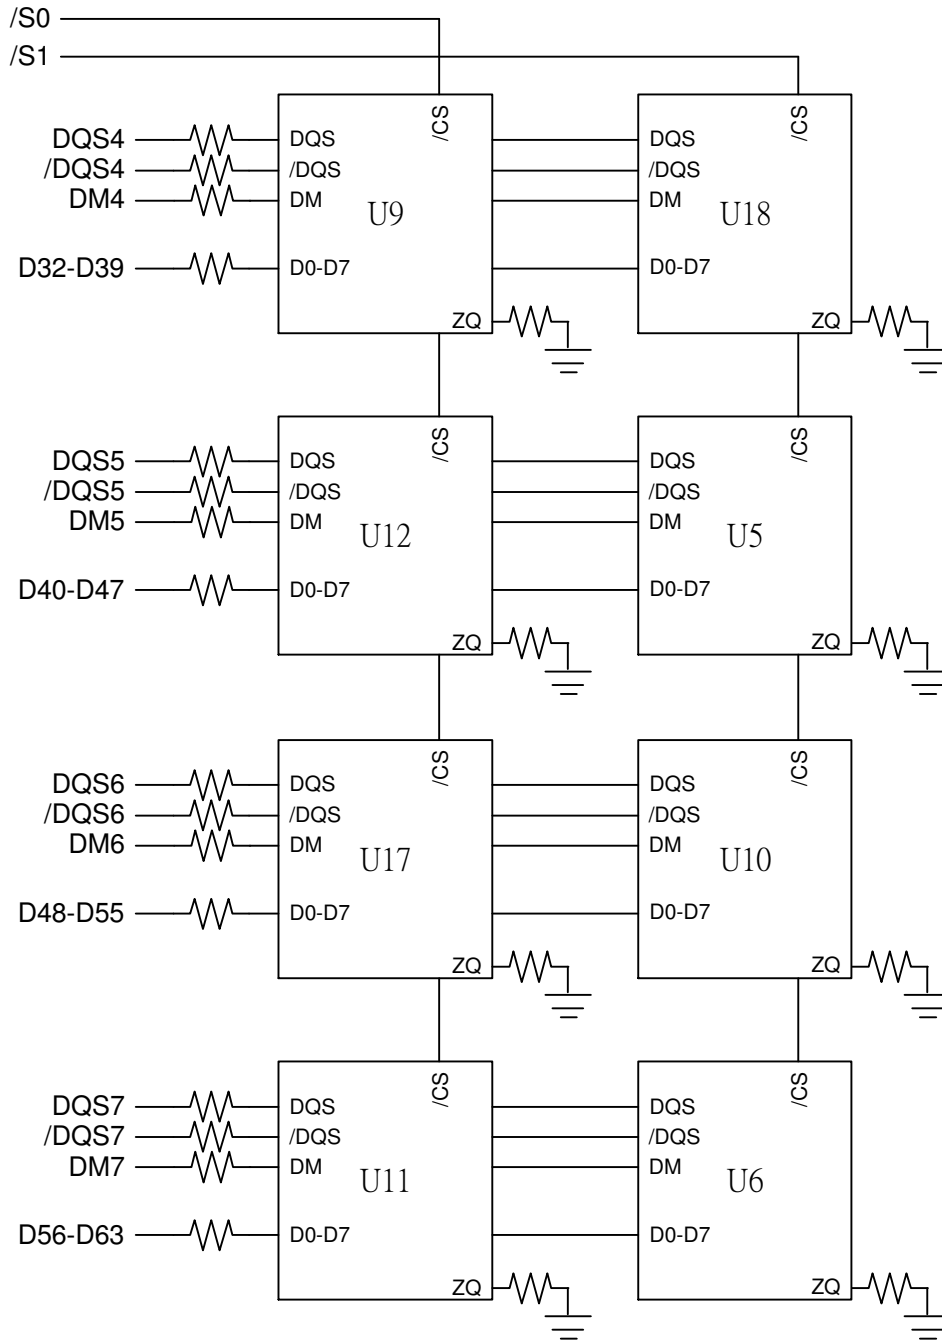 /S0
/S1
/CS /CS
DQS4 DQS DQS
/DQS4 /DQS /DQS
DM4 DM DM
U9 U18
D32-D39 D0-D7 D0-D7
ZQ ZQ
/CS /CS
DQS5 DQS DQS
/DQS5 /DQS /DQS
DM5 DM DM
U12 U5
D40-D47 D0-D7 D0-D7
ZQ ZQ
/CS /CS
DQS6 DQS DQS
/DQS6 /DQS /DQS
DM6 DM DM
U17 U10
D48-D55 D0-D7 D0-D7
ZQ ZQ
/CS /CS
DQS7 DQS DQS
/DQS7 /DQS /DQS
DM7 DM DM
U11 U6
D56-D63 D0-D7 D0-D7
ZQ ZQ